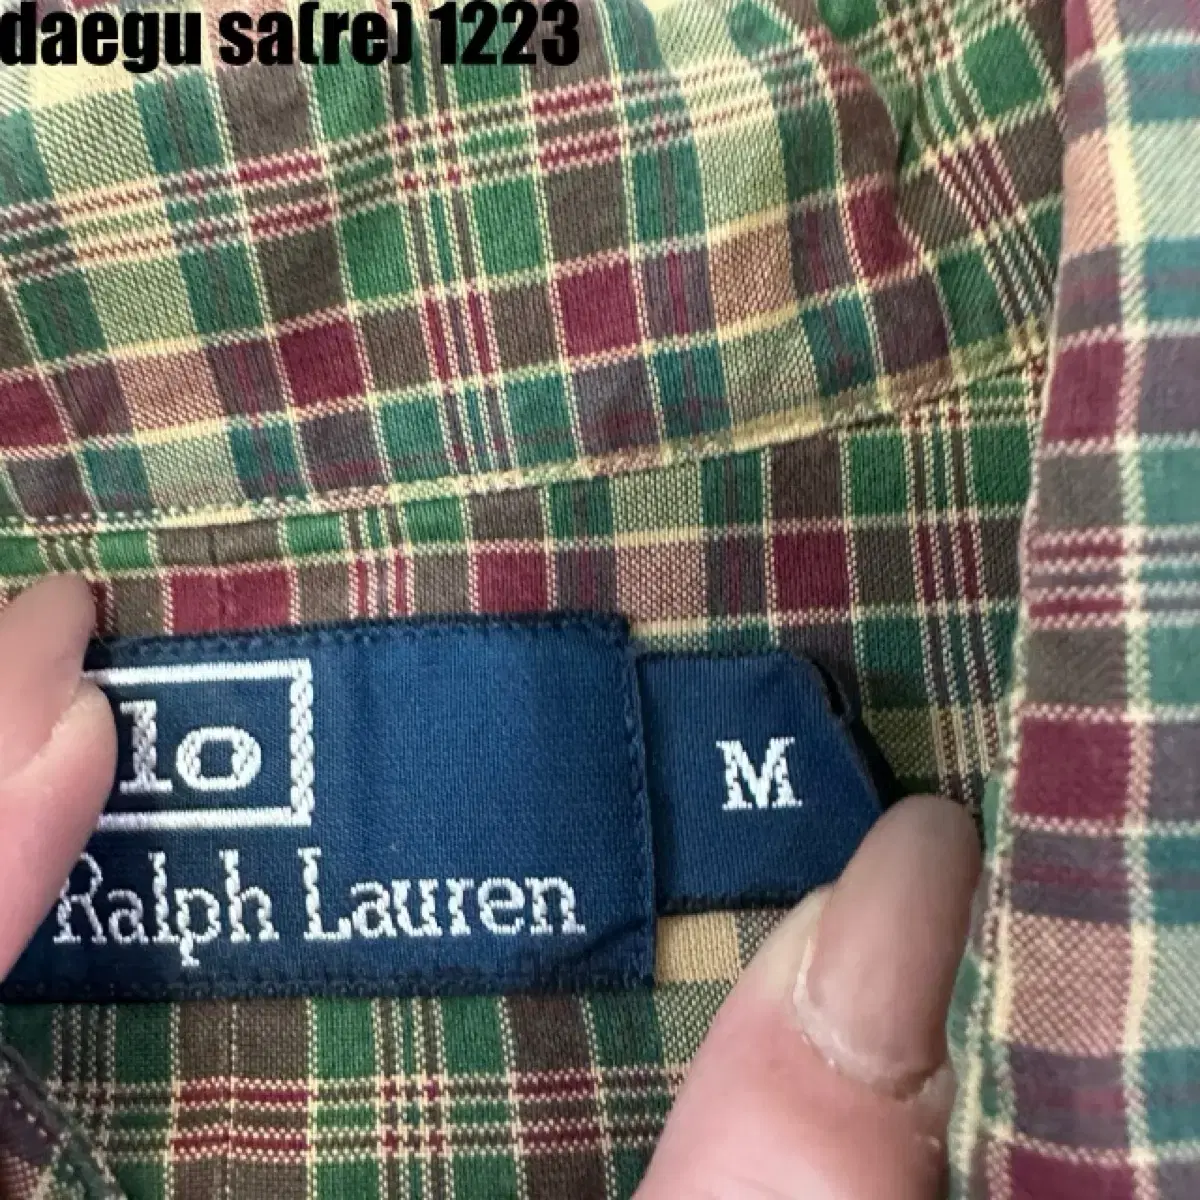 daegu sa(re) 1223
lo
M
Ralph Lauren